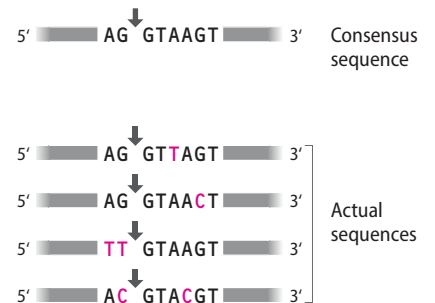 5' AG GTAAGT 3' Consensus
sequence
5' AG GTTAGT 3'
5' AG GTAACT 3'
Actual
sequences
5' TT GTAAGT 3'
5' AC GTACGT 3'